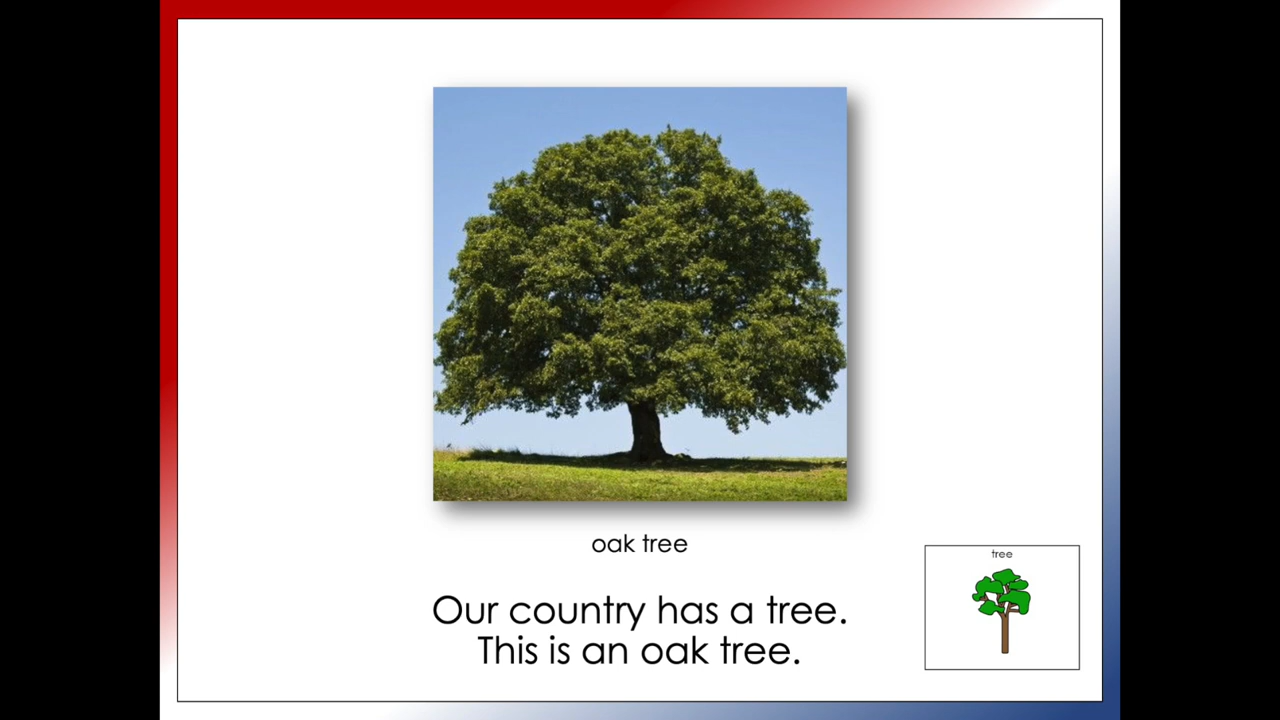 oak tree
tree
Our country has a tree.
This is an oak tree.